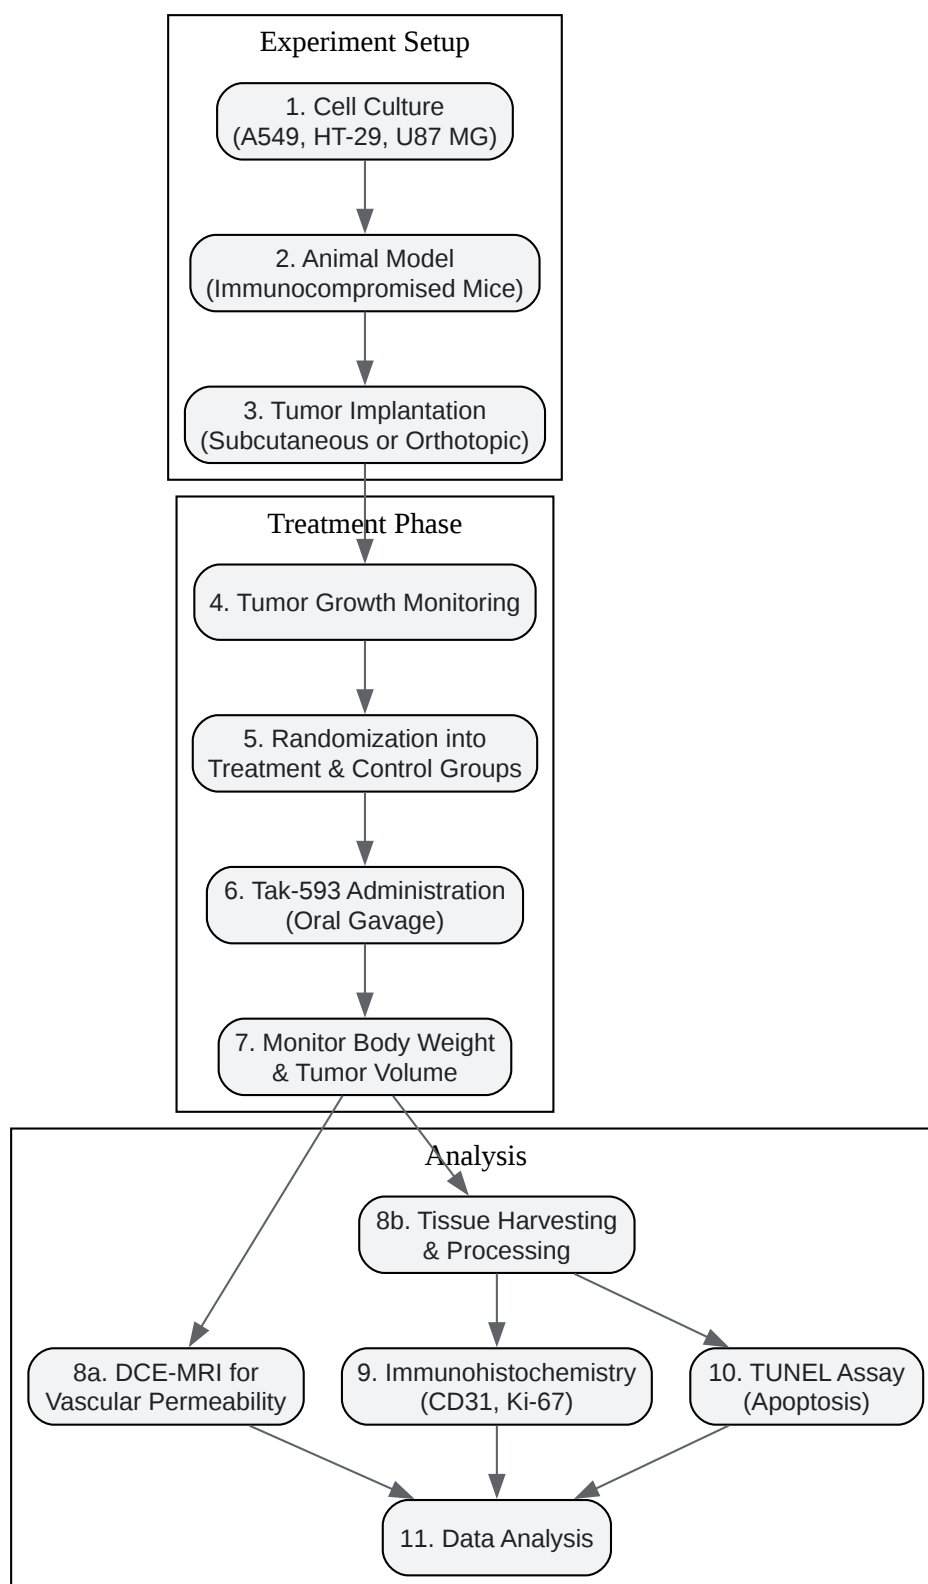 Experiment Setup
1. Cell Culture
(A549, HT-29, U87 MG)
2. Animal Model
(Immunocompromised Mice)
3. Tumor Implantation
(Subcutaneous or Orthotopic)
Treatment Phase
4. Tumor Growth Monitoring
5. Randomization into
Treatment & Control Groups
6. Tak-593 Administration
(Oral Gavage)
7. Monitor Body Weight
& Tumor Volume
Analysis
8b. Tissue Harvesting
& Processing
8a. DCE-MRI for
Vascular Permeability
9. Immunohistochemistry
(CD31, Ki-67)
10. TUNEL Assay
(Apoptosis)
11. Data Analysis